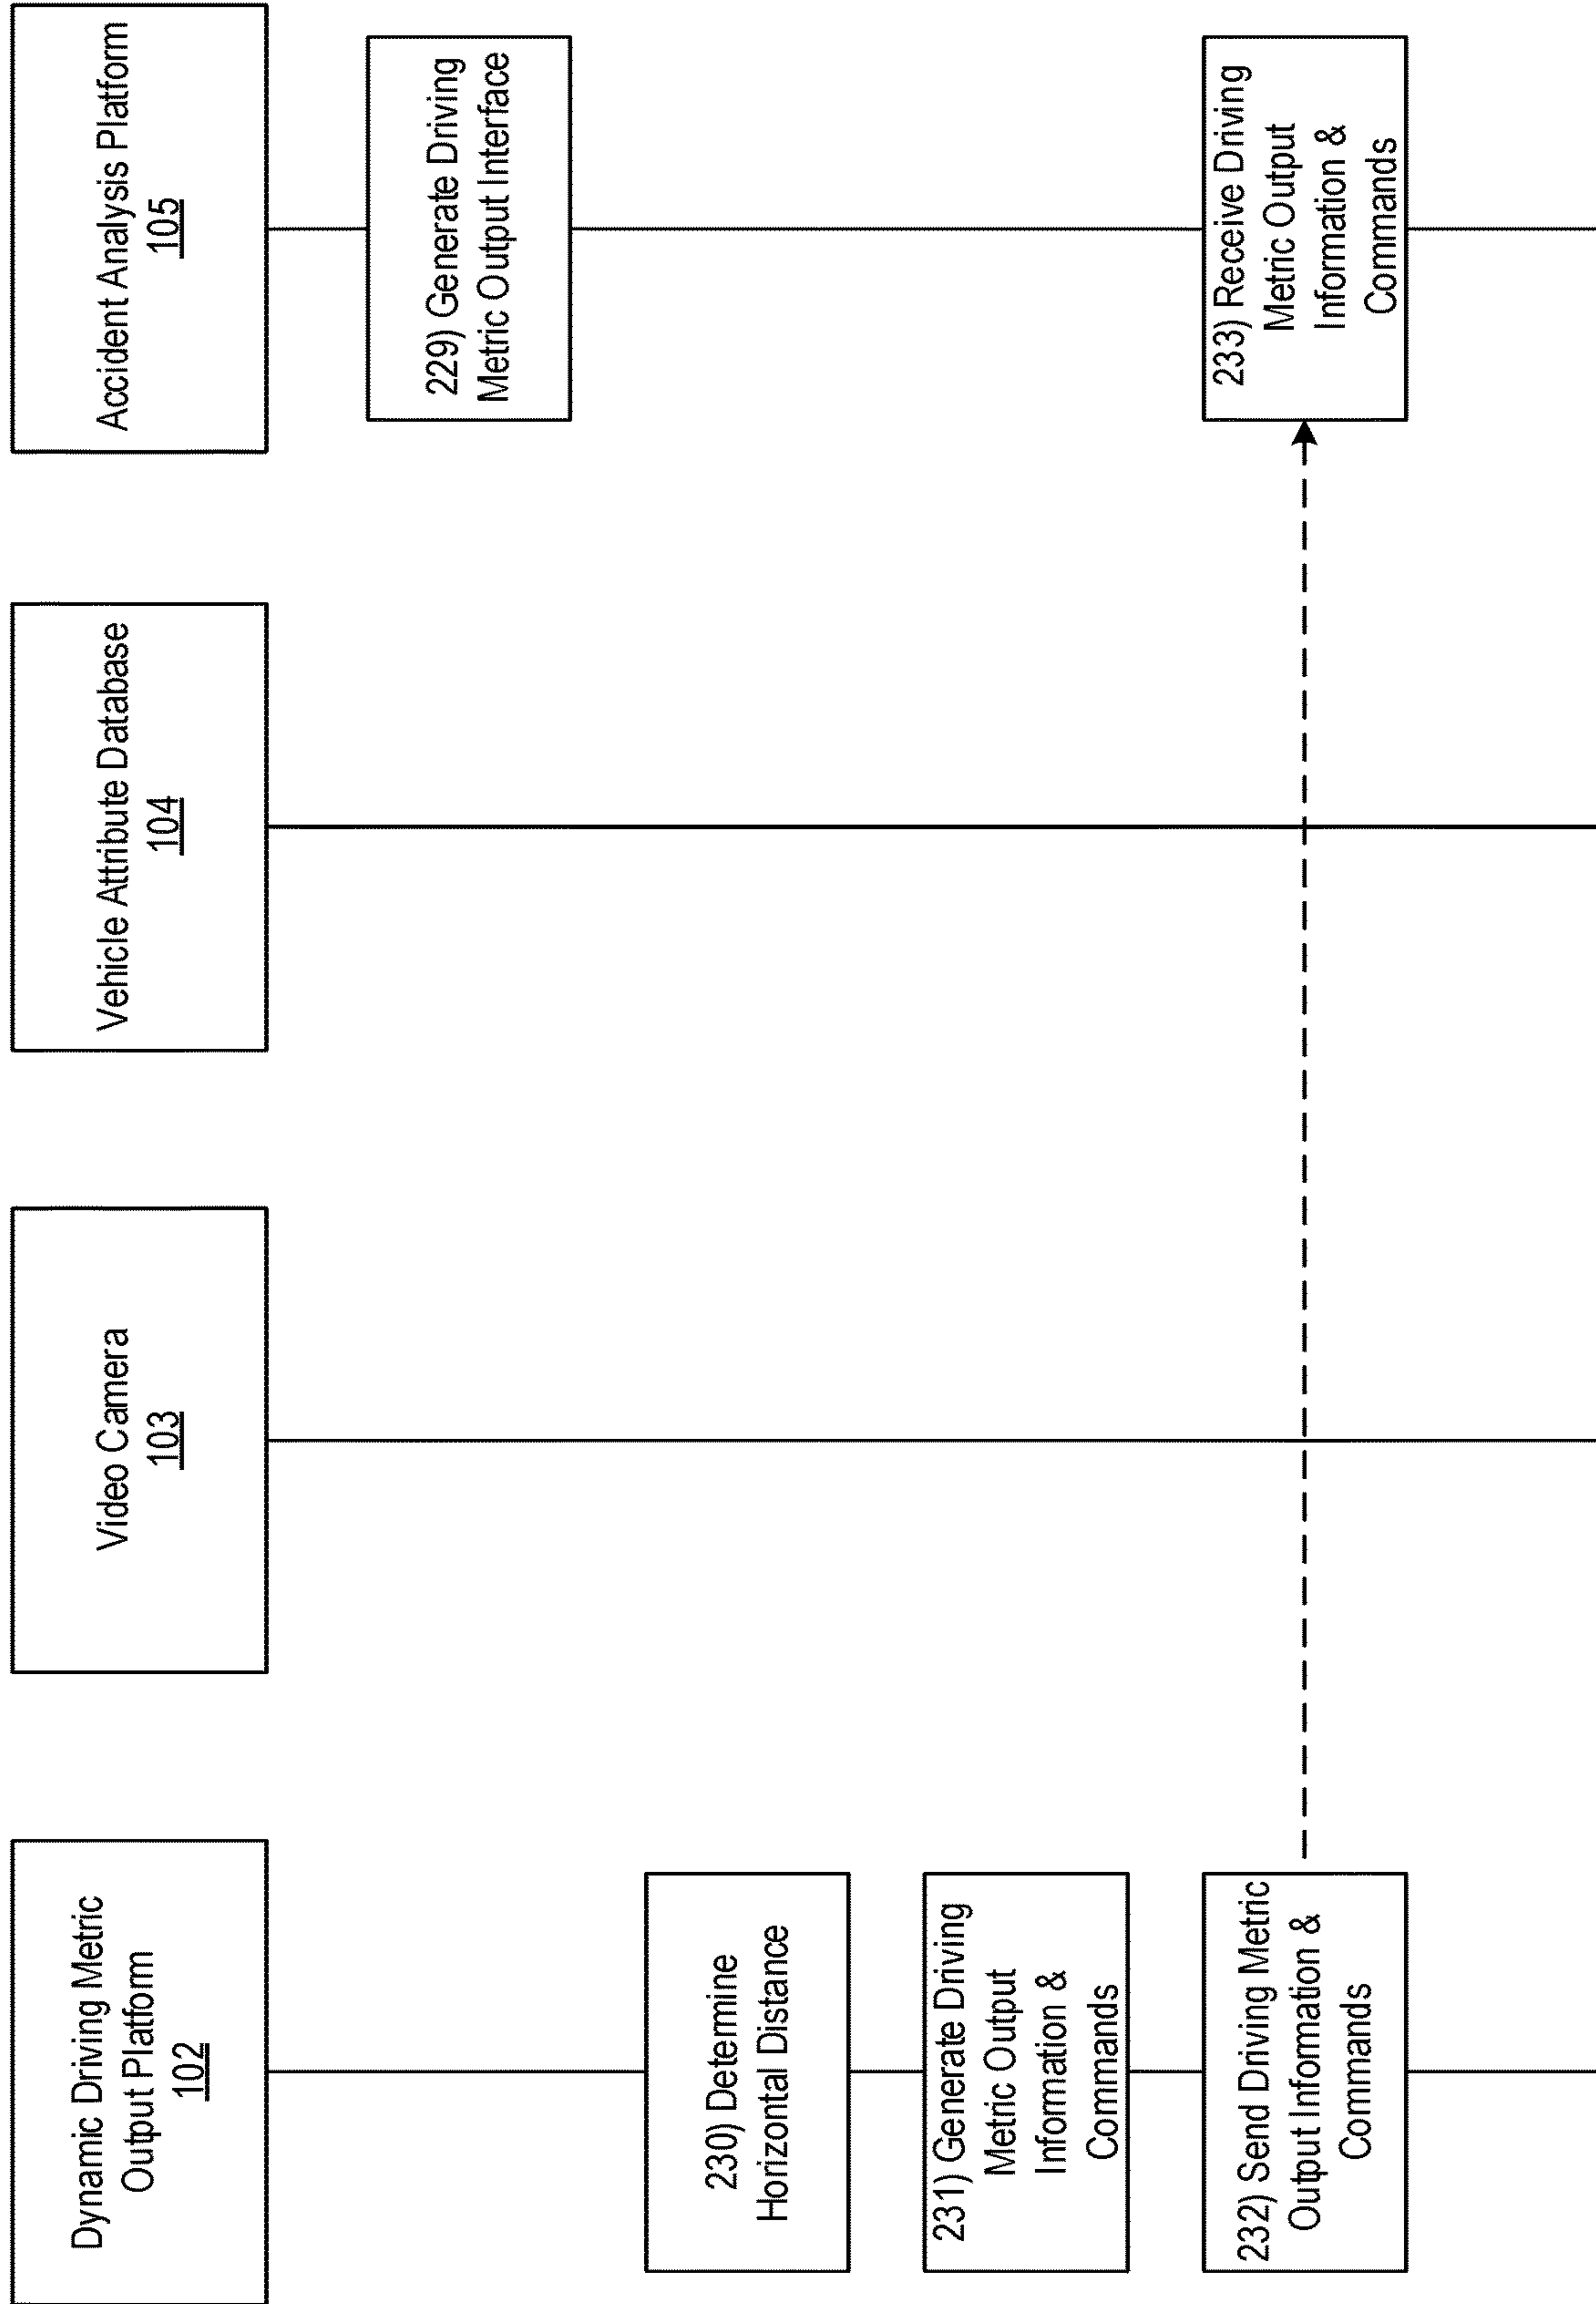 Dynamic Driving Metric
Output Platform
102
Video Camera
103
Vehicle Attribute Database
104
Accident Analysis Platform
105
229) Generate Driving
Metric Output Interface
230) Determine
Horizontal Distance
231) Generate Driving
Metric Output
Information &
Commands
232) Send Driving Metric
Output Information &
Commands
233) Receive Driving
Metric Output
Information &
Commands